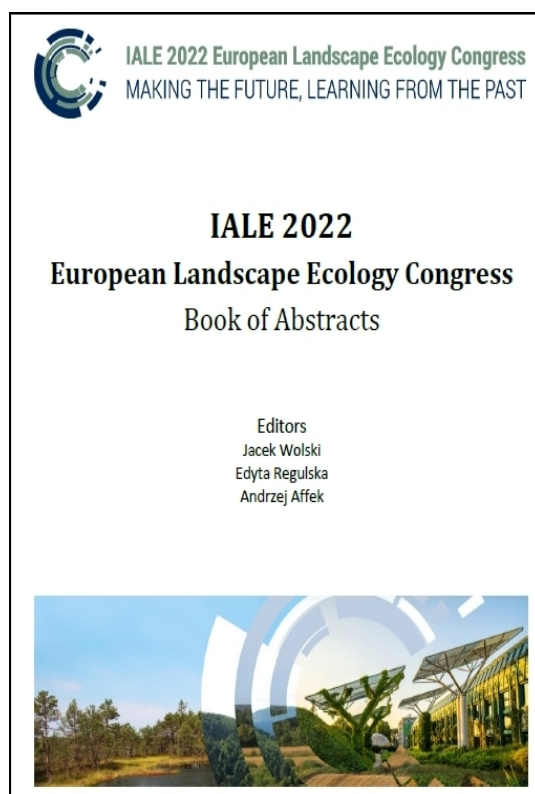 IALE 2022 European Landscape Ecology Congress
MAKING THE FUTURE, LEARNING FROM THE PAST
IALE 2022
European Landscape Ecology Congress
Book of Abstracts
Editors
Jacek Wolski
Edyta Regulska
Andrzej Affek